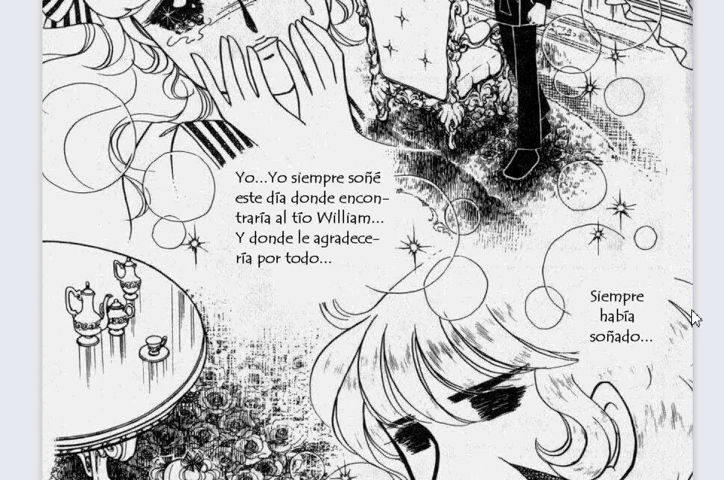 Yo...Yo siempre soñé
este día donde encon-
traría al tío William...
Y donde le agradece-
ría por todo...
Siempre
había
soñado...